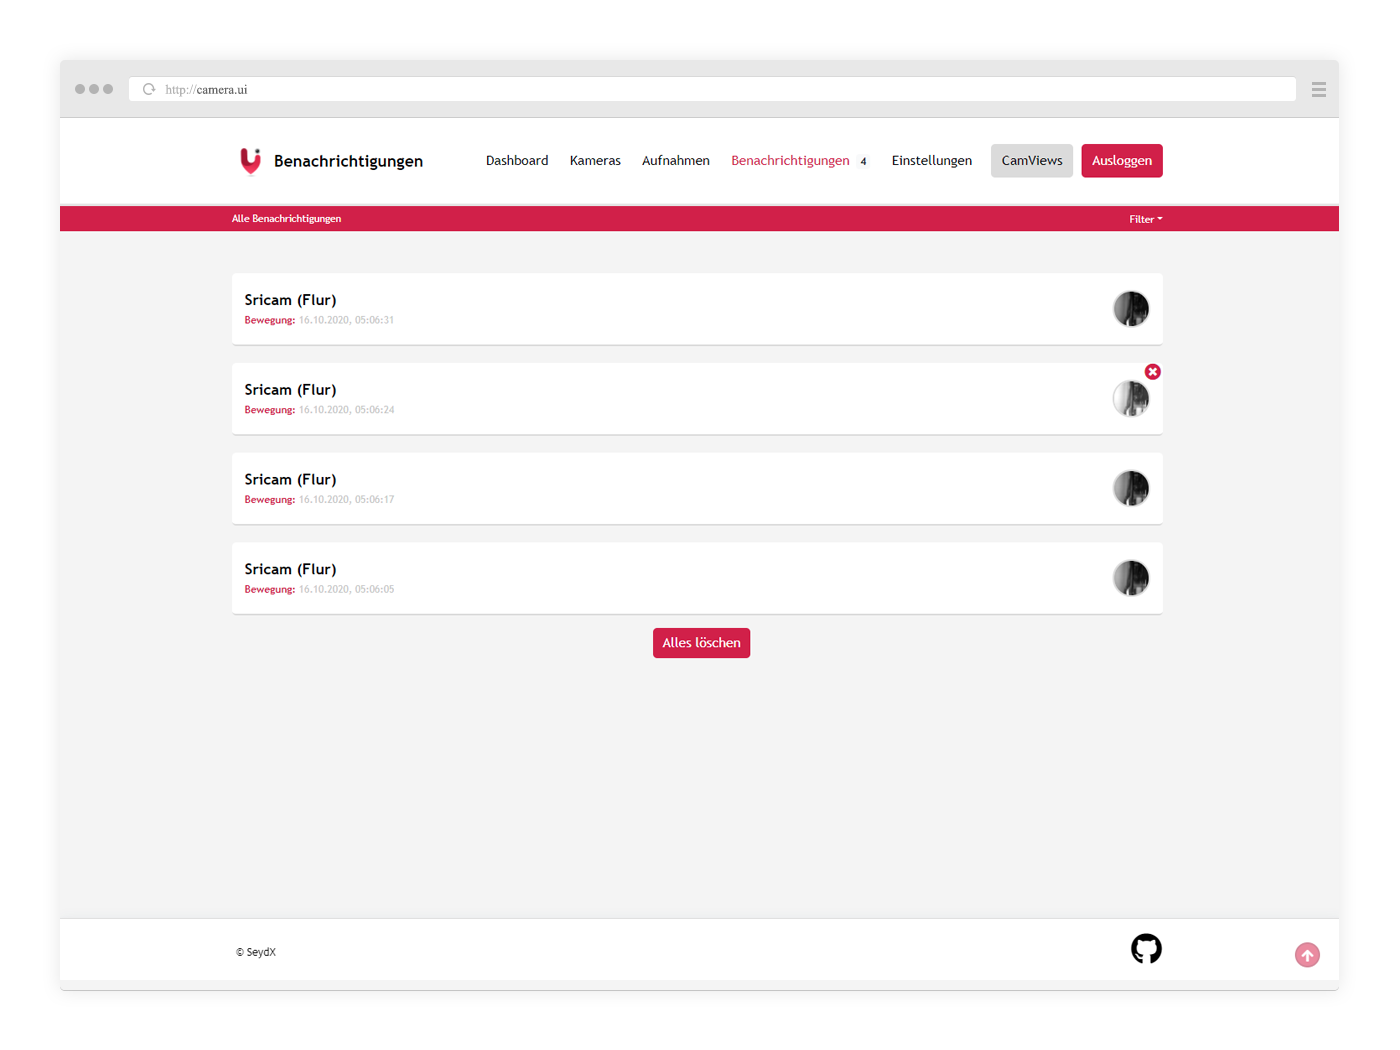 http://camera.ui
Benachrichtigungen
Dashboard Kameras Aufnahmen Benachrichtigungen 4 Einstellungen CamViews Ausloggen
Alle Benachrichtigungen Filter
Sricam (Flur)
Bewegung: 16.10.2020, 05:06:31
Sricam (Flur)
Bewegung: 16.10.2020, 05:06:24
Sricam (Flur)
Bewegung: 16.10.2020, 05:06:17
Sricam (Flur)
Bewegung: 16.10.2020, 05:06:05
Alles löschen
© SeydX